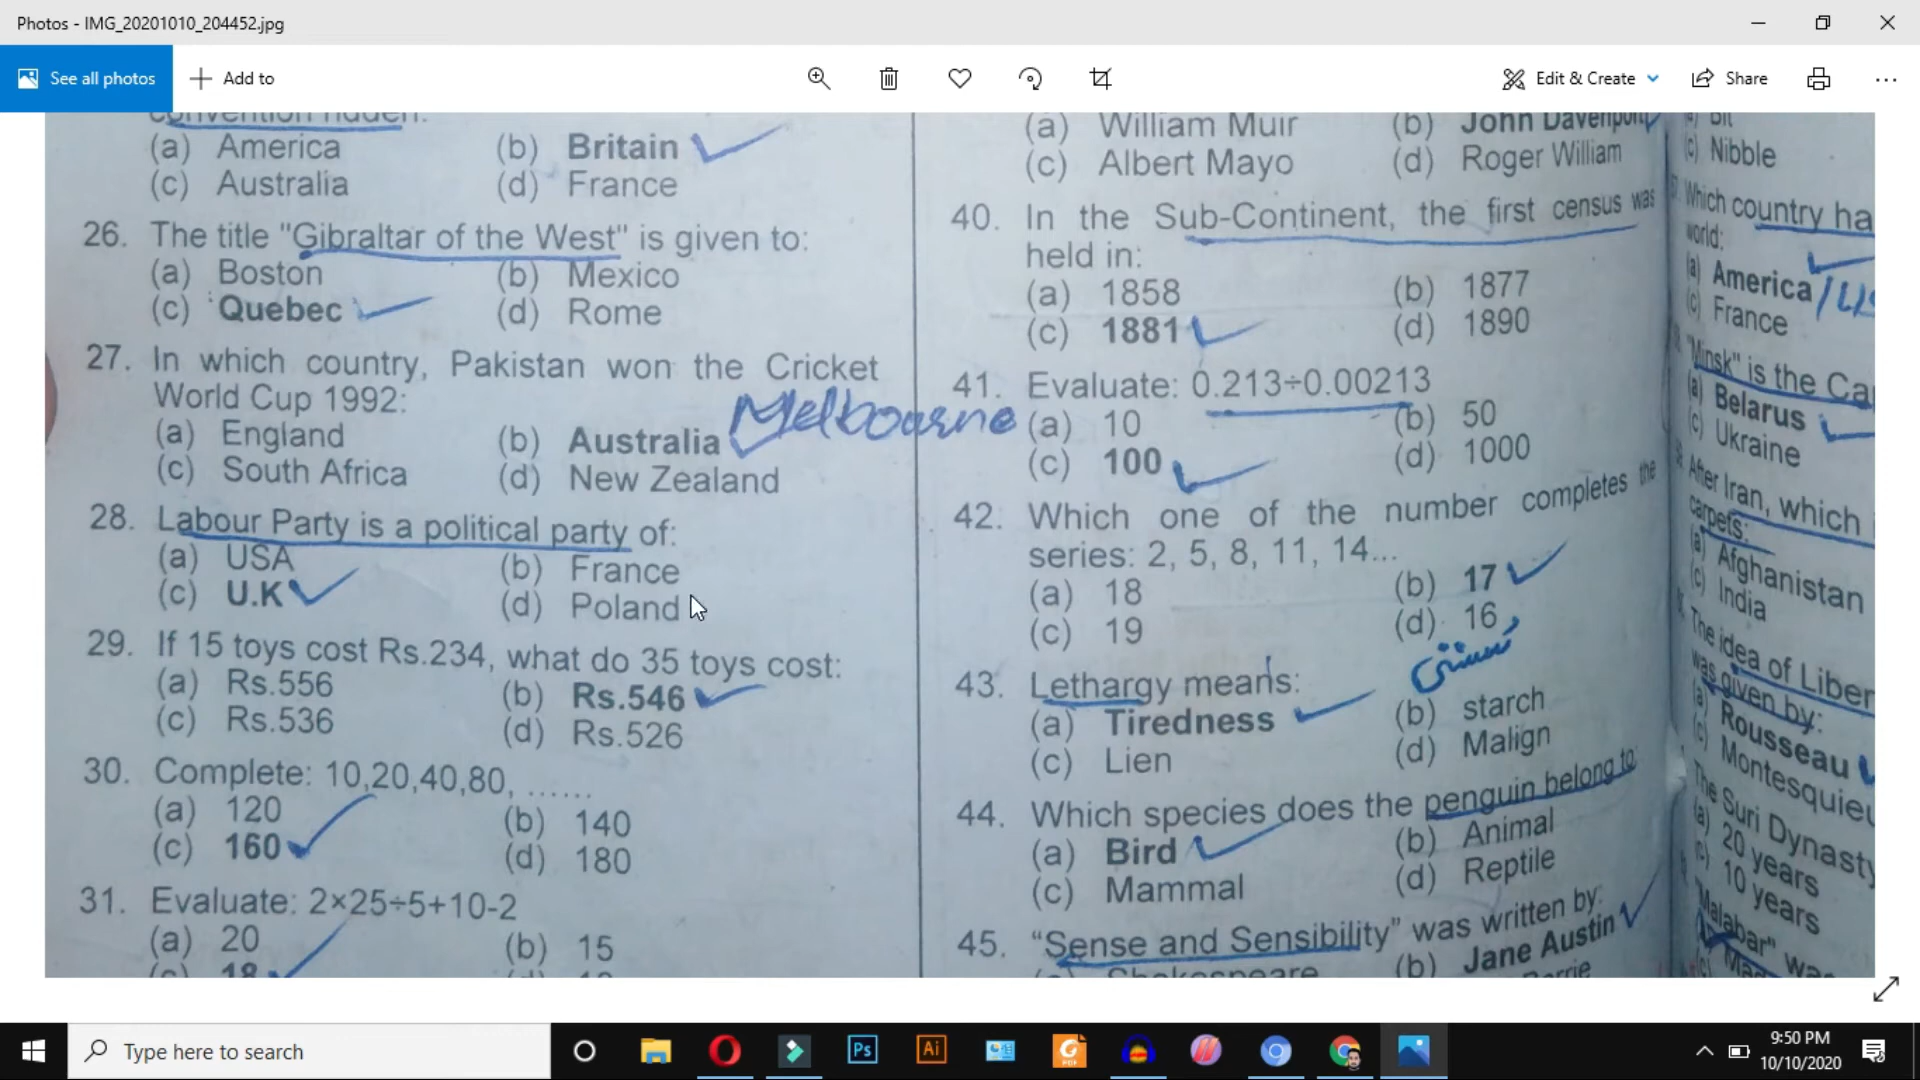 Photos - IMG_20201010_204452.jpg
See all photos
Add to
Edit & Create
Share
convention hidden:
(a) America (b) Britain
(c) Australia (d) France
26. The title "Gibraltar of the West" is given to:
(a) Boston (b) Mexico
(c) Quebec (d) Rome
27. In which country, Pakistan won the Cricket
World Cup 1992:
Melbourne
(a) England (b) Australia
(c) South Africa (d) New Zealand
28. Labour Party is a political party of:
(a) USA (b) France
(c) U.K (d) Poland
29. If 15 toys cost Rs.234, what do 35 toys cost:
(a) Rs.556 (b) Rs.546
(c) Rs.536 (d) Rs.526
30. Complete: 10,20,40,80, ......
(a) 120 (b) 140
(c) 160 (d) 180
31. Evaluate: 2×25÷5+10-2
(a) 20 (b) 15
(c) 18
(a) William Muir (b) John Davenport
(c) Albert Mayo (d) Roger William
40. In the Sub-Continent, the first census was
held in:
(a) 1858 (b) 1877
(c) 1881 (d) 1890
41. Evaluate: 0.213÷0.00213
(a) 10 (b) 50
(c) 100 (d) 1000
42. Which one of the number completes the
series: 2, 5, 8, 11, 14...
(a) 18 (b) 17
(c) 19 (d) 16
43. Lethargy means:
(a) Tiredness (b) starch
(c) Lien (d) Malign
44. Which species does the penguin belong to:
(a) Bird (b) Animal
(c) Mammal (d) Reptile
45. “Sense and Sensibility” was written by:
(a) Shakespeare (b) Jane Austin
(c) Nibble
Which country ha
world:
(a) America
(c) France
"Minsk" is the Ca
(a) Belarus
(c) Ukraine
After Iran, which
carpets:
(a) Afghanistan
(c) India
The idea of Liber
was given by:
(a) Rousseau
(c) Montesquieu
The Suri Dynasty
(a) 20 years
(c) 10 years
"Malabar" was
Type here to search
Ps
Ai
9:50 PM
10/10/2020